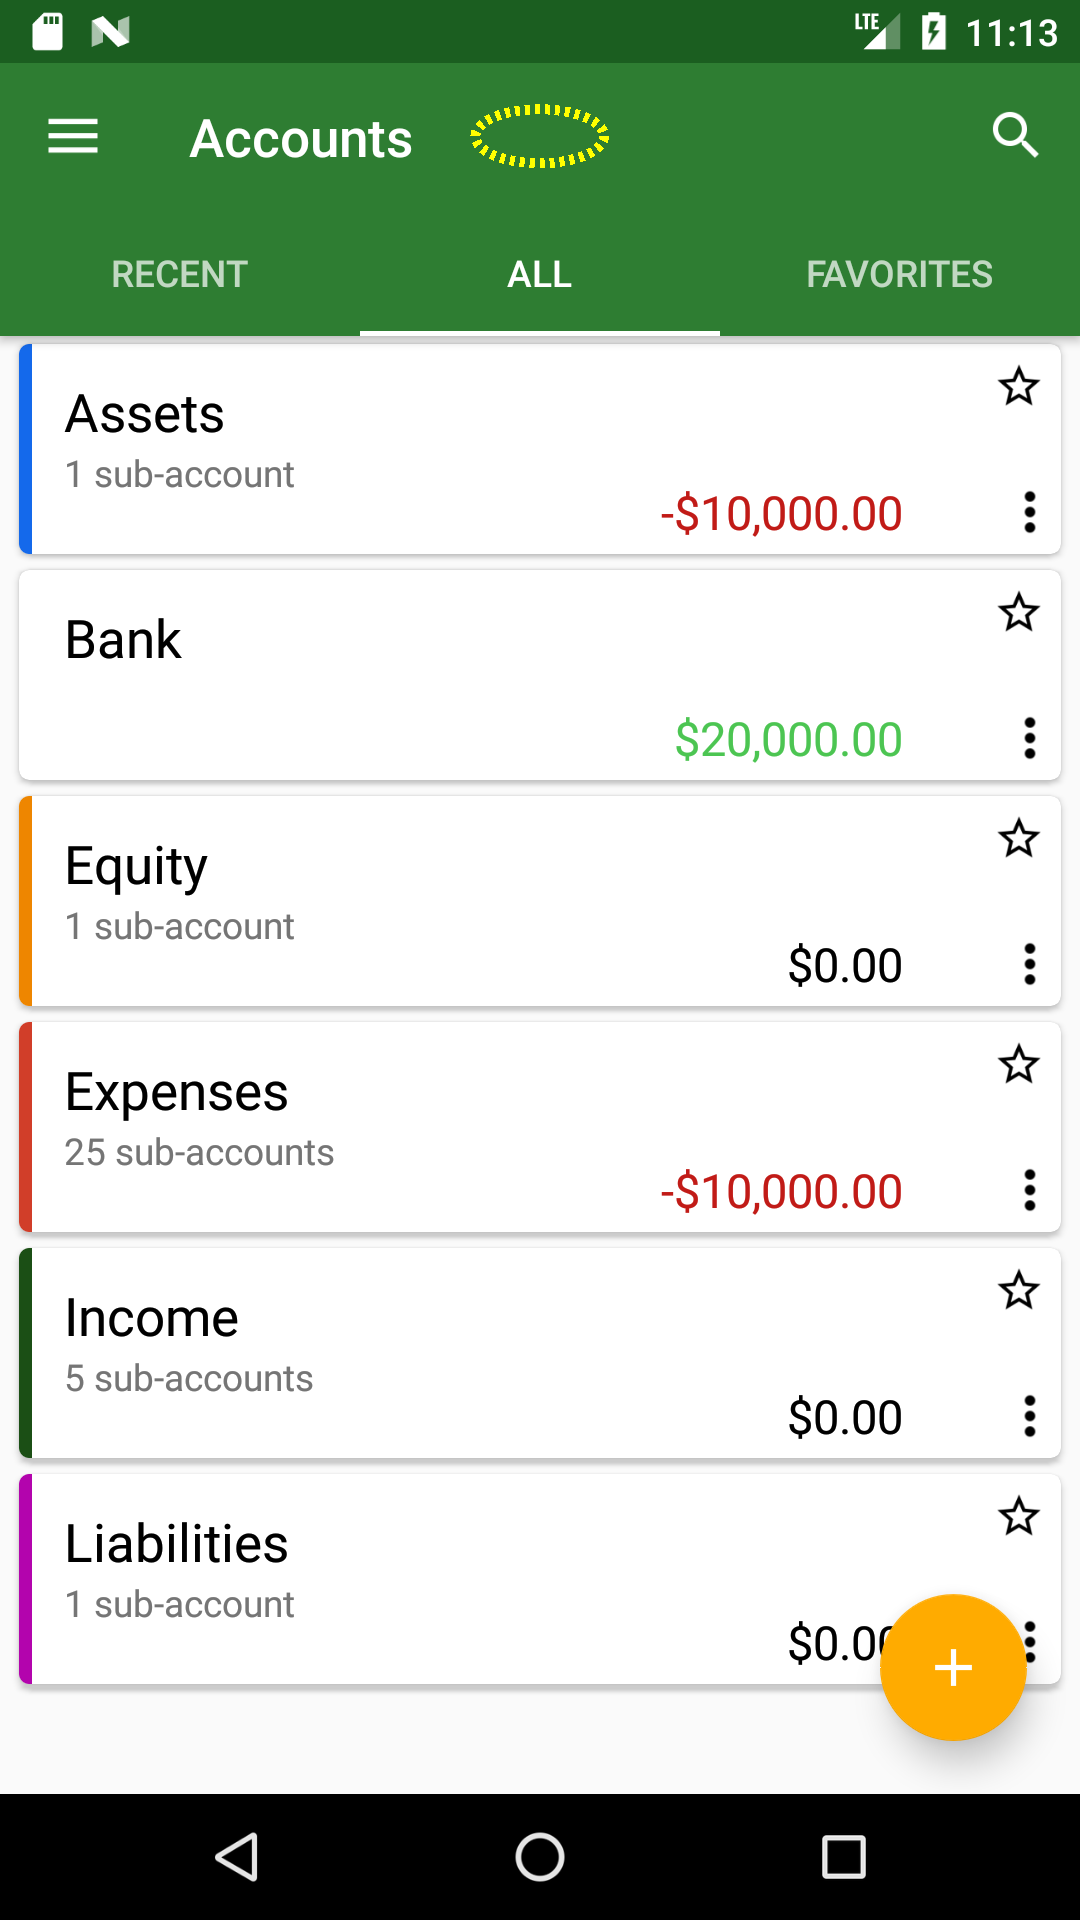 LTE 11:13
Accounts
RECENT ALL FAVORITES
Assets
1 sub-account
-$10,000.00
Bank
$20,000.00
Equity
1 sub-account
$0.00
Expenses
25 sub-accounts
-$10,000.00
Income
5 sub-accounts
$0.00
Liabilities
1 sub-account
$0.00